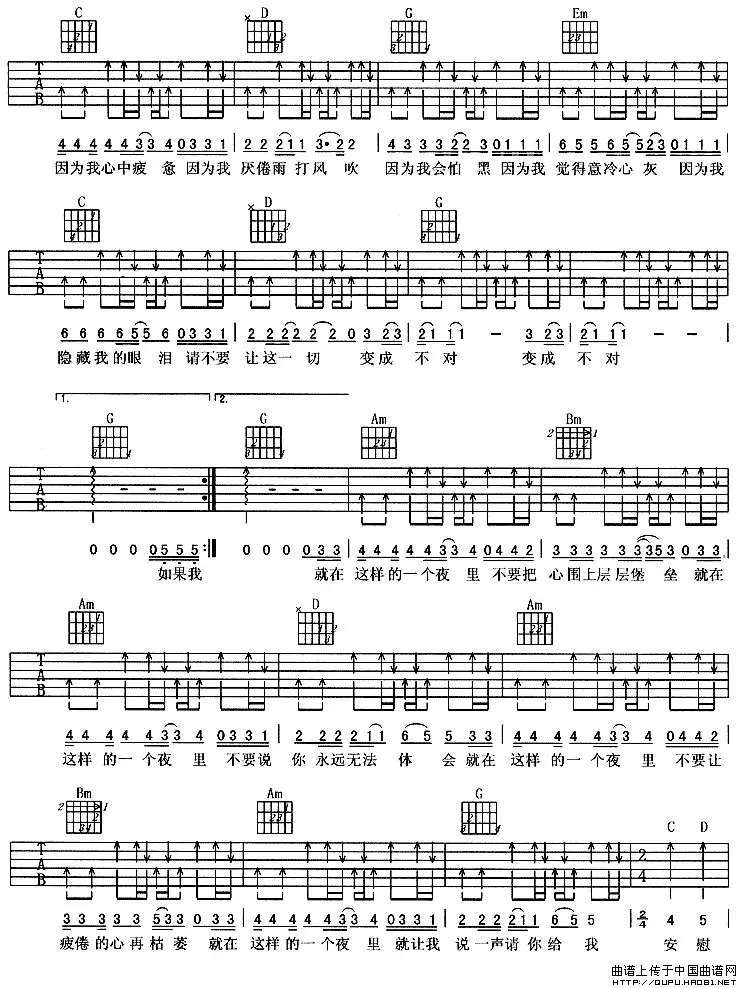 C D G Em
T A B
4 4 4 4 4 3 3 4 0 3 3 1 | 2 2 2 1 1 3• 2 2 | 4 3 3 3 2 2 3 0 1 1 1 | 6 5 6 5 6 5 5 2 3 0 1 1 1
因为我心中疲 惫 因为我 厌倦雨 打风 吹 因为我会怕 黑 因为我 觉得意冷心 灰 因为我
C D G
T A B
6 6 6 6 6 5 5 6 0 3 3 1 | 2 2 2 2 2 2 0 3 2 3 | 2 1 1 1 - 3 2 3 | 2 1 1 1 - -
隐藏我的眼 泪 请不要 让这一 切 变成 不 对 变成 不 对
1. 2.
G G Am Bm
2 1
T A B
0 0 0 0 5 5 5 :‖ 0 0 0 0 3 3 | 4 4 4 4 4 3 3 4 0 4 4 2 | 3 3 3 3 3 3 3 5 3 0 3 3
如果我 就在 这样的一个夜 里 不要把 心围上层层堡 垒 就在
Am D Am
T A B
4 4 4 4 4 3 3 4 0 3 3 1 | 2 2 2 2 2 1 1 6 5 5 3 3 | 4 4 4 4 4 3 3 4 0 4 4 2
这样 的一 个夜 里 不要说 你 永远无法 体 会就在 这样 的一 个夜 里 不要让
Bm Am G
2 1
T A B 2 4 C D
3 3 3 3 3 5 3 3 0 3 3 | 4 4 4 4 4 3 3 4 0 3 3 1 | 2 2 2 2 2 1 1 6 5 5 | 2/4 4 5
疲倦 的心 再枯 萎 就在 这样 的一 个夜 里 就让我 说 一声请 你 给 我 安 慰
曲谱上传于中国曲谱网
HTTP://QUPU.HAO81.NET